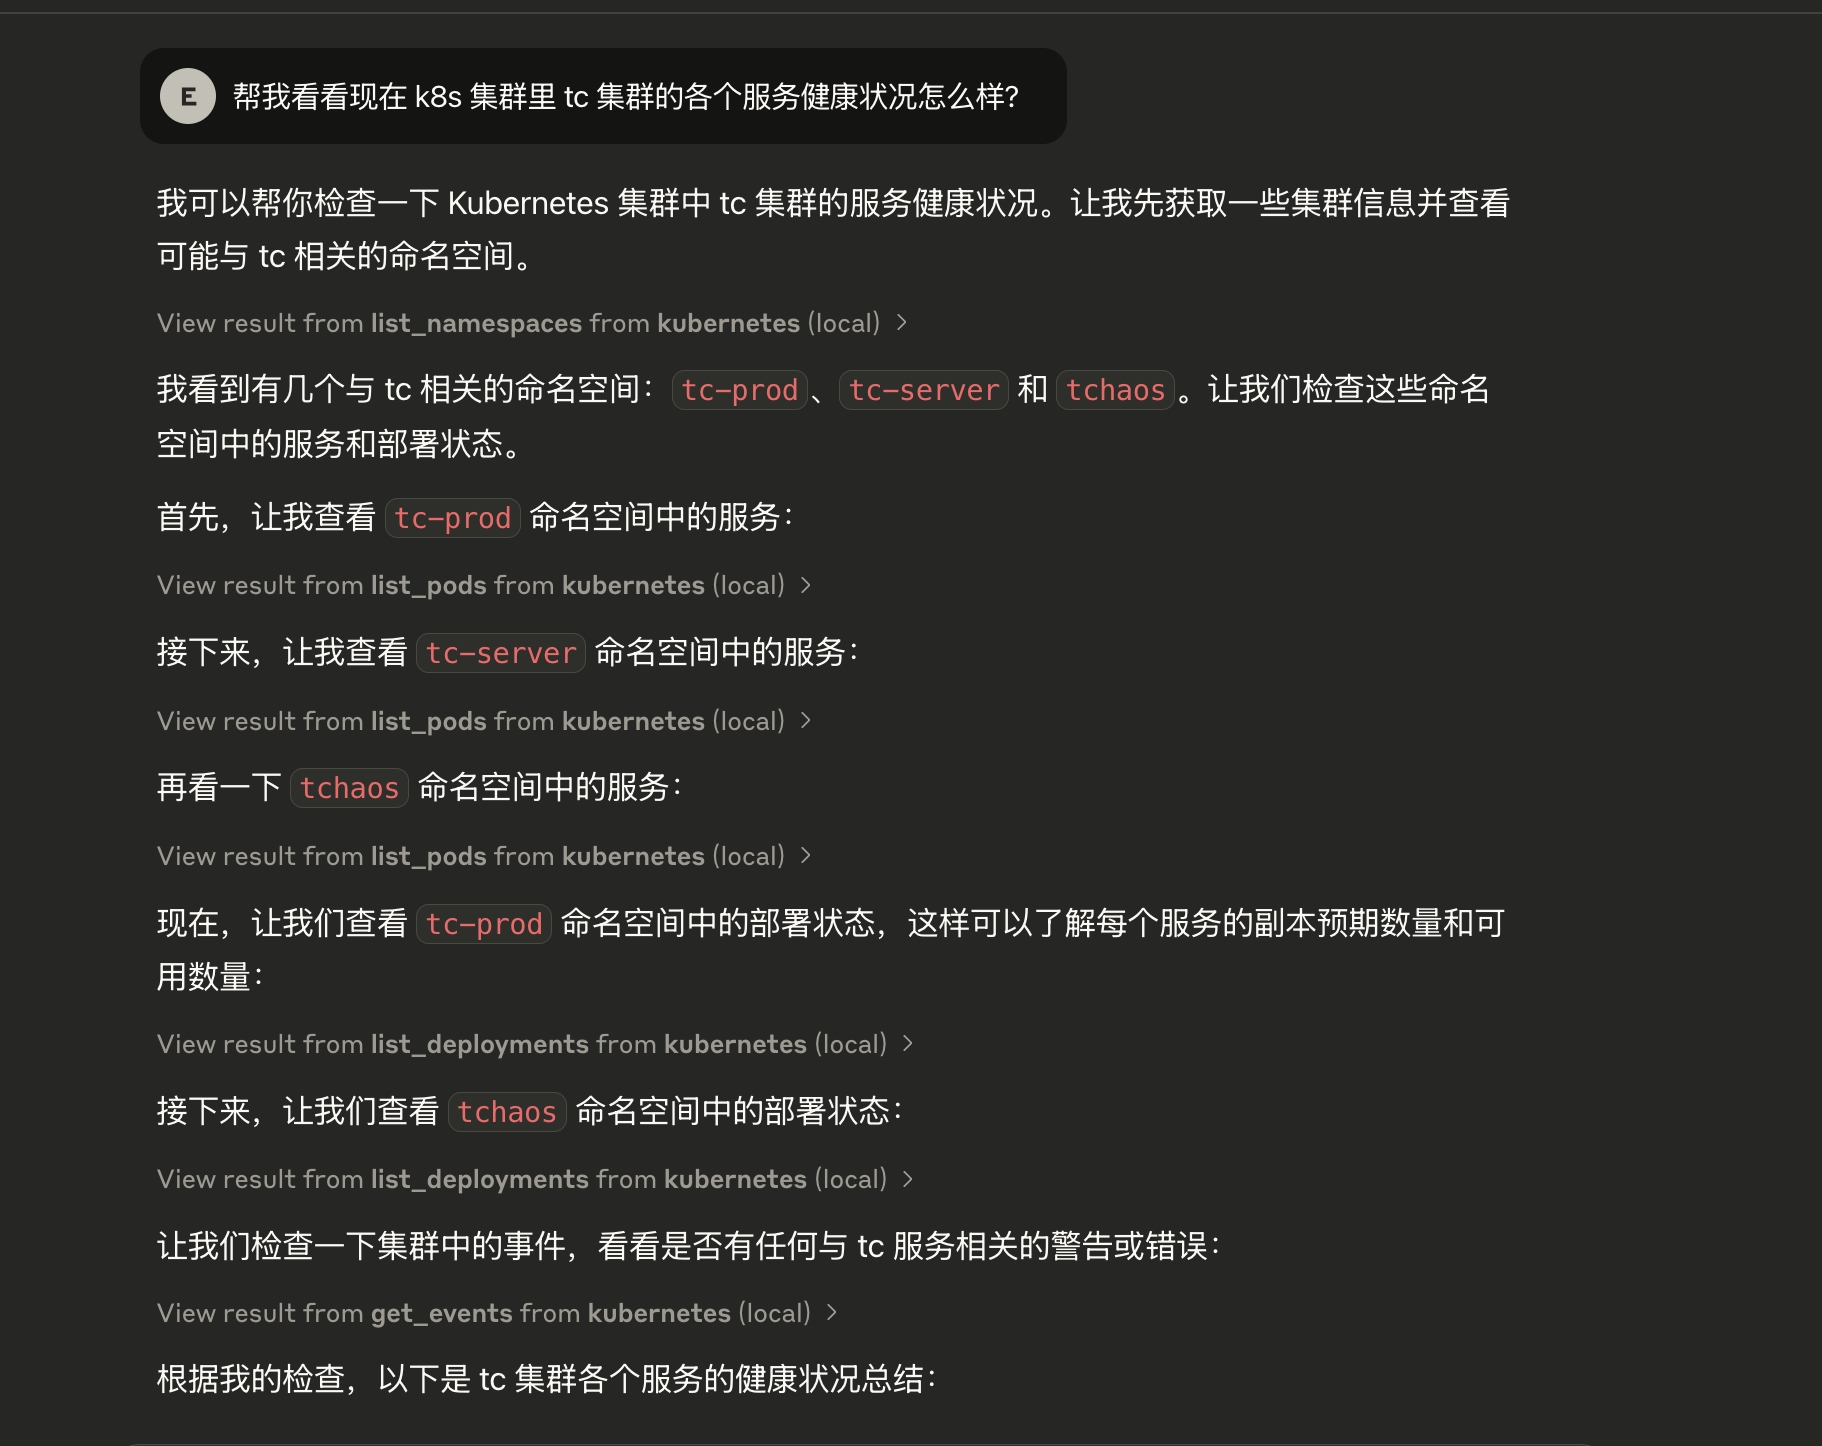 E
帮我看看现在 k8s 集群里 tc 集群的各个服务健康状况怎么样?
我可以帮你检查一下 Kubernetes 集群中 tc 集群的服务健康状况。让我先获取一些集群信息并查看
可能与 tc 相关的命名空间。
View result from list_namespaces from kubernetes (local)
我看到有几个与 tc 相关的命名空间：tc-prod、tc-server 和 tchaos。让我们检查这些命名
空间中的服务和部署状态。
首先，让我查看 tc-prod 命名空间中的服务：
View result from list_pods from kubernetes (local)
接下来，让我查看 tc-server 命名空间中的服务：
View result from list_pods from kubernetes (local)
再看一下 tchaos 命名空间中的服务：
View result from list_pods from kubernetes (local)
现在，让我们查看 tc-prod 命名空间中的部署状态，这样可以了解每个服务的副本预期数量和可
用数量：
View result from list_deployments from kubernetes (local)
接下来，让我们查看 tchaos 命名空间中的部署状态：
View result from list_deployments from kubernetes (local)
让我们检查一下集群中的事件，看看是否有任何与 tc 服务相关的警告或错误：
View result from get_events from kubernetes (local)
根据我的检查，以下是 tc 集群各个服务的健康状况总结：